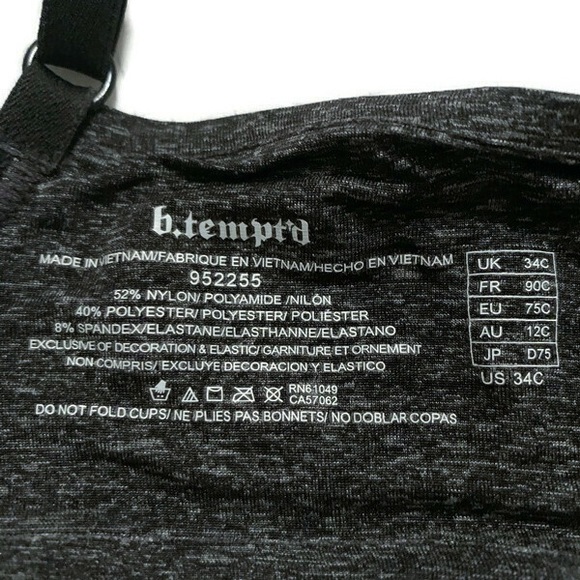 b.tempt'd
MADE IN VIETNAM/FABRIQUE EN VIETNAM/HECHO EN VIETNAM
952255
52% NYLON/ POLYAMIDE /NILÓN
40% POLYESTER/ POLYESTER/ POLIÉSTER
8% SPANDEX/ELASTANE/ELASTHANNE/ELASTANO
EXCLUSIVE OF DECORATION & ELASTIC/ GARNITURE ET ORNEMENT
NON COMPRIS/ EXCLUYE DECORACION Y ELASTICO
RN61049
CA57062
DO NOT FOLD CUPS/ NE PLIES PAS BONNETS/ NO DOBLAR COPAS
UK 34C
FR 90C
EU 75C
AU 12C
JP D75
US 34C